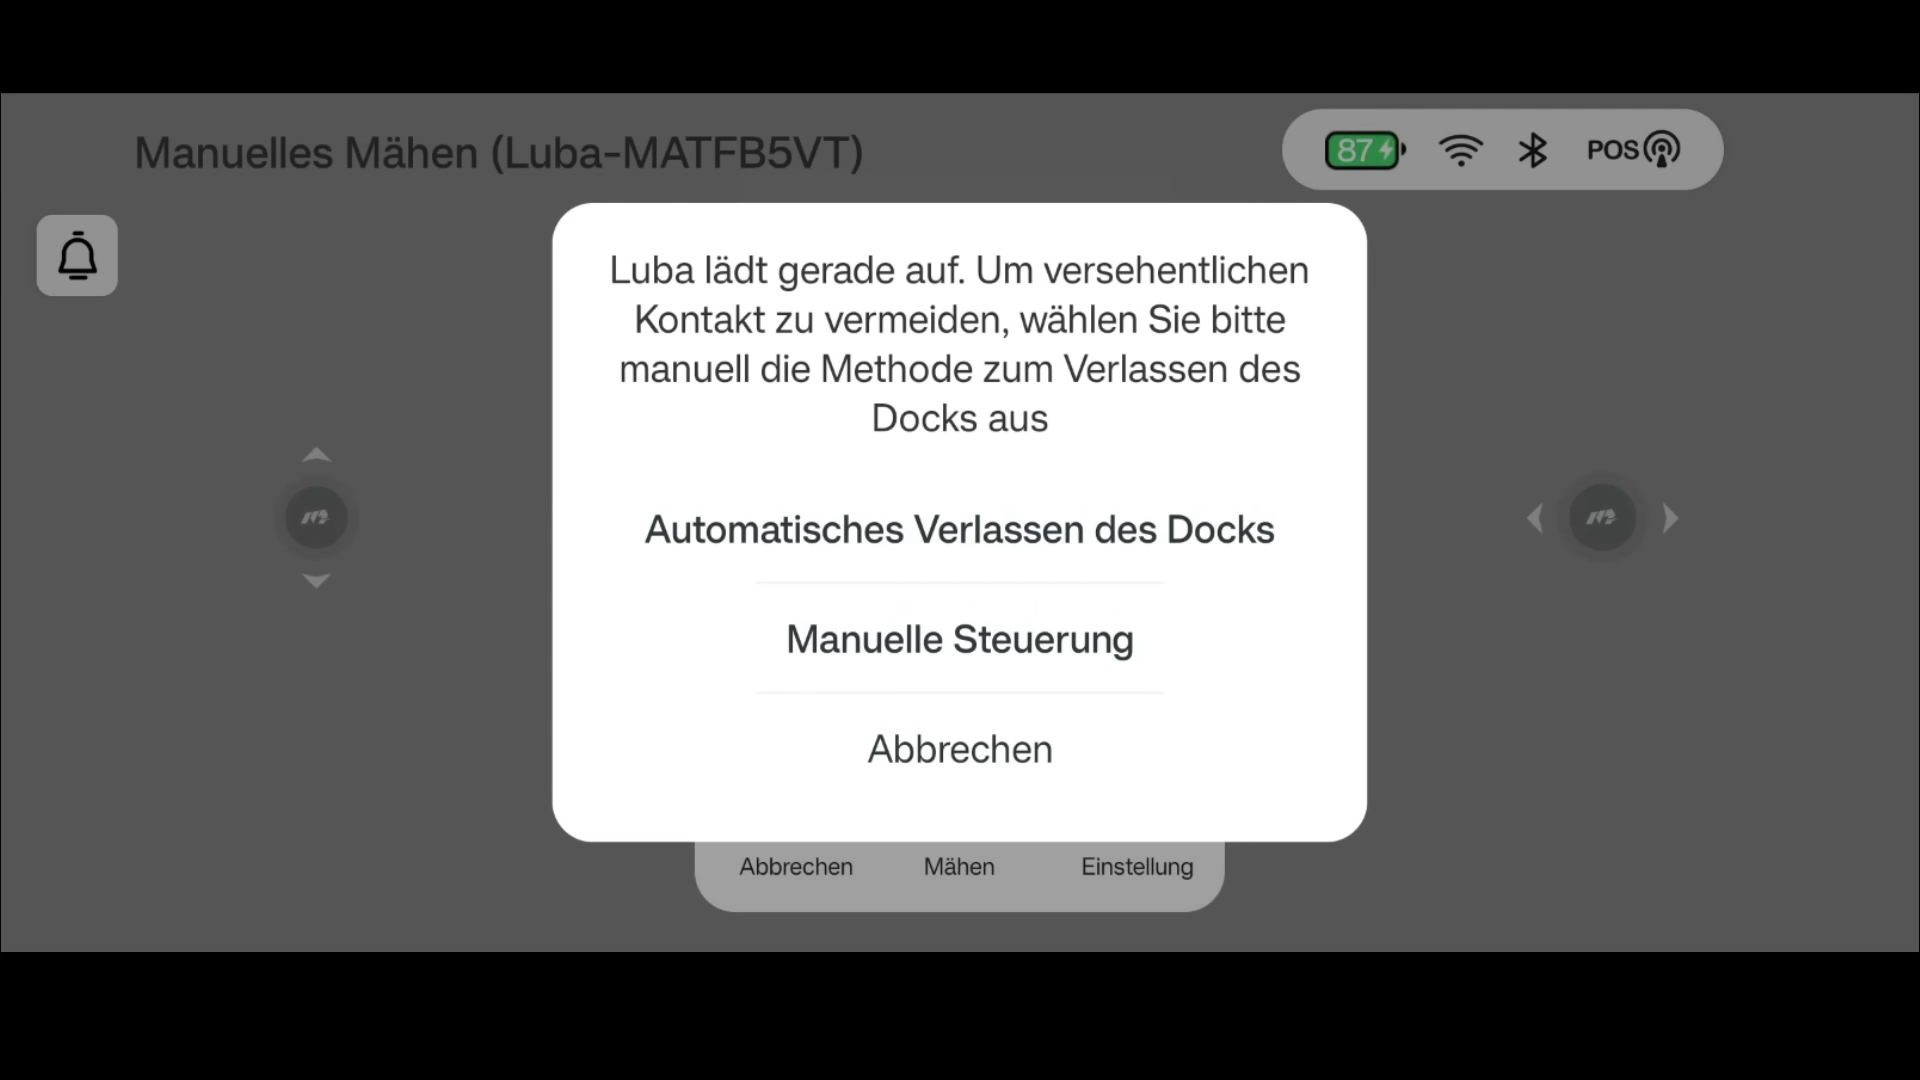 Manuelles Mähen (Luba-MATFB5VT)
87
POS
Luba lädt gerade auf. Um versehentlichen
Kontakt zu vermeiden, wählen Sie bitte
manuell die Methode zum Verlassen des
Docks aus
Automatisches Verlassen des Docks
Manuelle Steuerung
Abbrechen
Abbrechen
Mähen
Einstellung